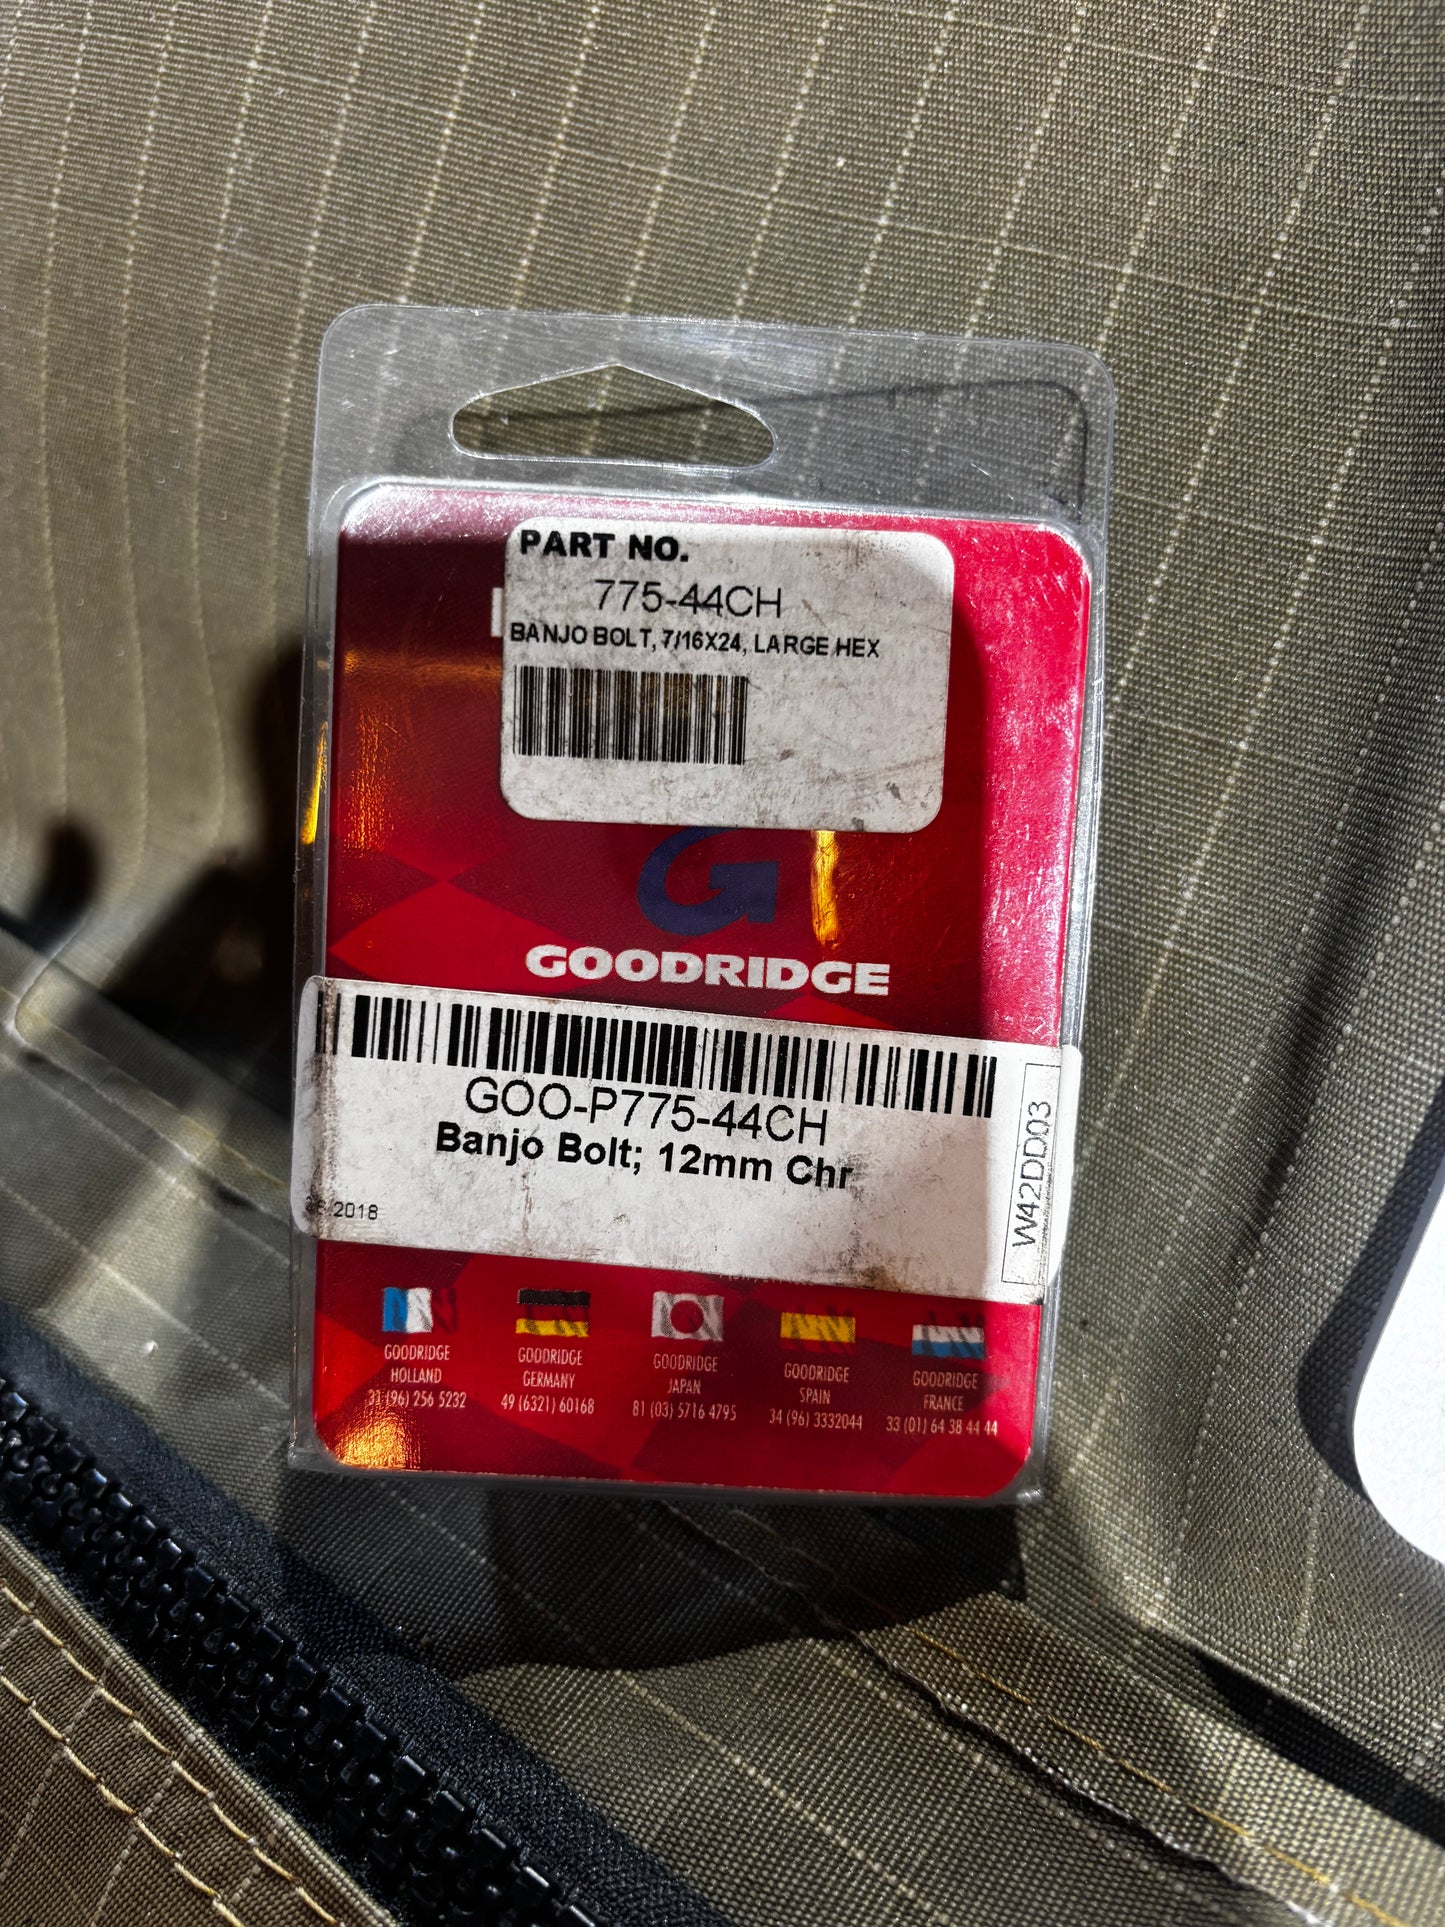 PART NO.
775-44CH
BANJO BOLT, 7/16X24, LARGE HEX
G
GOODRIDGE
GOO-P775-44CH
Banjo Bolt; 12mm Chr
W42DD03
2018
GOODRIDGE
HOLLAND
31 (96) 256 5232
GOODRIDGE
GERMANY
49 (6321) 60168
GOODRIDGE
JAPAN
81 (03) 5716 4795
GOODRIDGE
SPAIN
34 (96) 3332044
GOODRIDGE
FRANCE
33 (01) 64 38 44 44